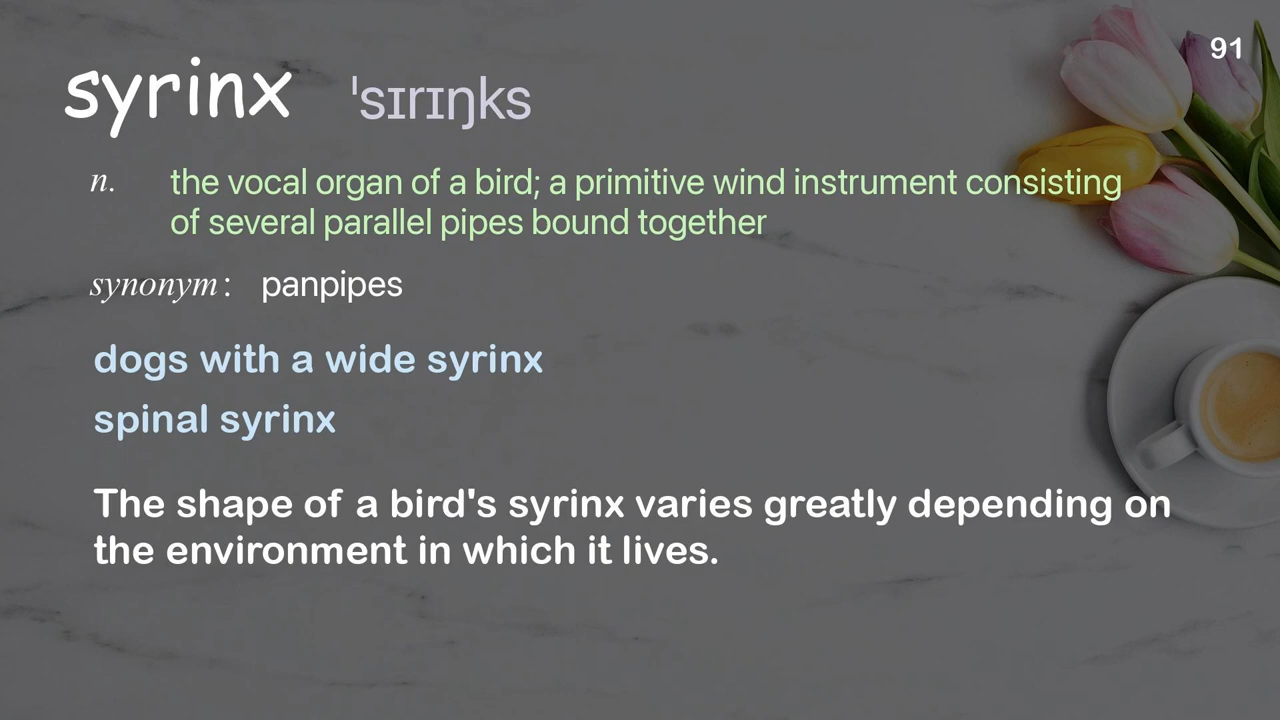 91
syrinx ˈsɪrɪŋks
n. the vocal organ of a bird; a primitive wind instrument consisting
of several parallel pipes bound together
synonym : panpipes
dogs with a wide syrinx
spinal syrinx
The shape of a bird's syrinx varies greatly depending on
the environment in which it lives.